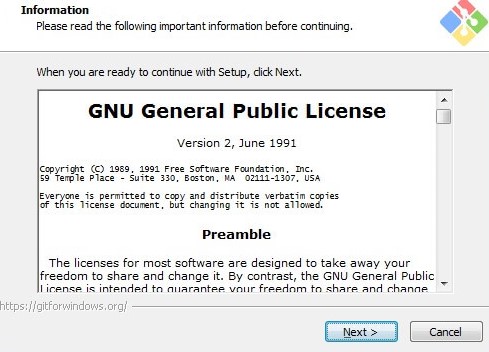 Information
Please read the following important information before continuing.
When you are ready to continue with Setup, click Next.
GNU General Public License
Version 2, June 1991
Copyright (C) 1989, 1991 Free Software Foundation, Inc.
59 Temple Place - Suite 330, Boston, MA  02111-1307, USA
Everyone is permitted to copy and distribute verbatim copies
of this license document, but changing it is not allowed.
Preamble
The licenses for most software are designed to take away your
freedom to share and change it. By contrast, the GNU General Public
License is intended to guarantee your freedom to share and change
https://gitforwindows.org/
Next >
Cancel